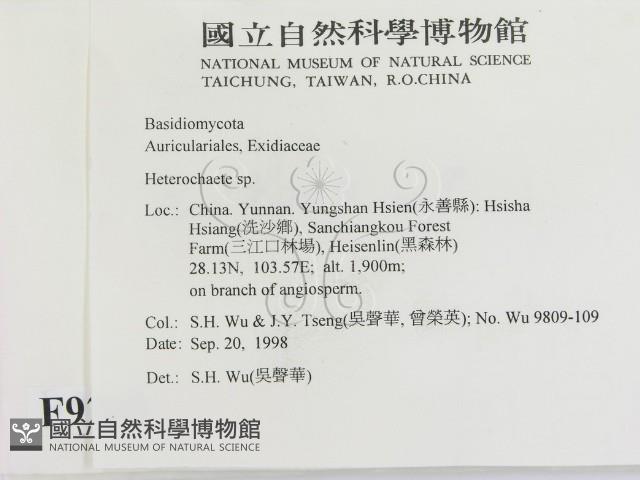 國立自然科學博物館
NATIONAL MUSEUM OF NATURAL SCIENCE
TAICHUNG, TAIWAN, R.O.CHINA
Basidiomycota
Auriculariales, Exidiaceae
Heterochaete sp.
Loc.: China. Yunnan. Yungshan Hsien(永善縣): Hsisha
Hsiang(洗沙鄉), Sanchiangkou Forest
Farm(三江口林場), Heisenlin(黑森林)
28.13N, 103.57E; alt. 1,900m;
on branch of angiosperm.
Col.: S.H. Wu & J.Y. Tseng(吳聲華, 曾榮英); No. Wu 9809-109
Date: Sep. 20, 1998
Det.: S.H. Wu(吳聲華)
國立自然科學博物館
NATIONAL MUSEUM OF NATURAL SCIENCE